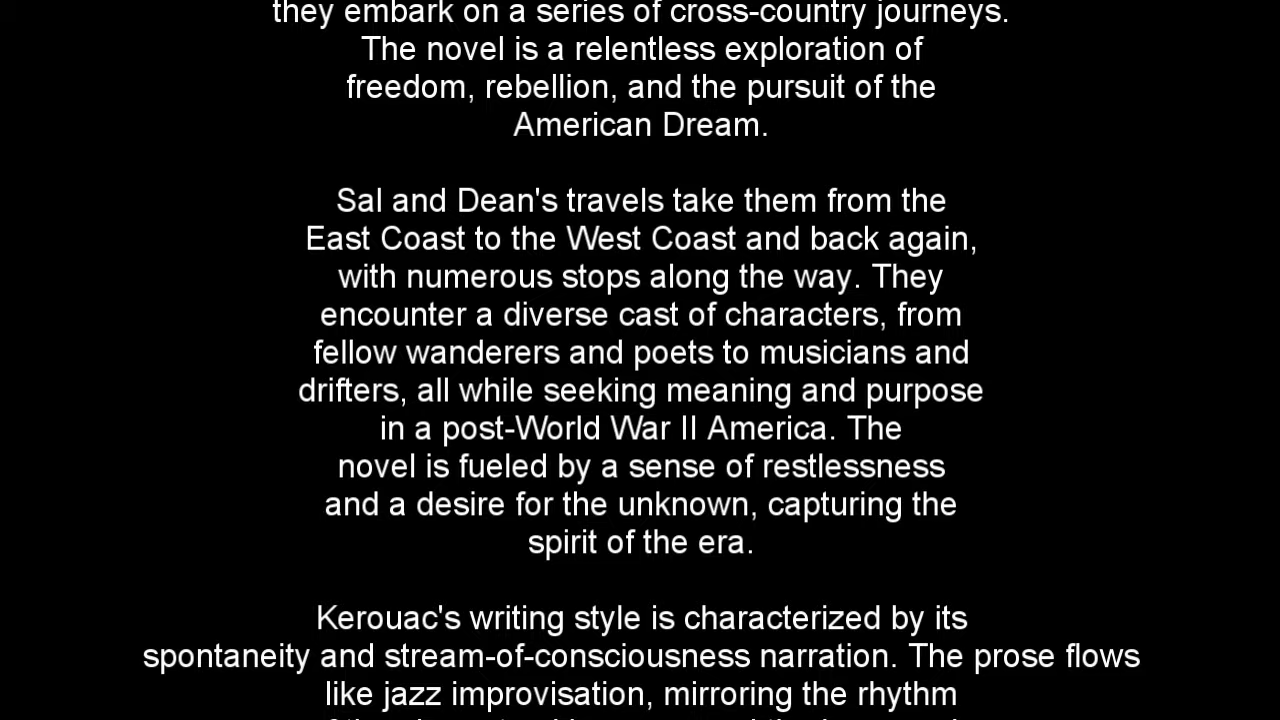 they embark on a series of cross-country journeys.
The novel is a relentless exploration of
freedom, rebellion, and the pursuit of the
American Dream.
Sal and Dean's travels take them from the
East Coast to the West Coast and back again,
with numerous stops along the way. They
encounter a diverse cast of characters, from
fellow wanderers and poets to musicians and
drifters, all while seeking meaning and purpose
in a post-World War II America. The
novel is fueled by a sense of restlessness
and a desire for the unknown, capturing the
spirit of the era.
Kerouac's writing style is characterized by its
spontaneity and stream-of-consciousness narration. The prose flows
like jazz improvisation, mirroring the rhythm